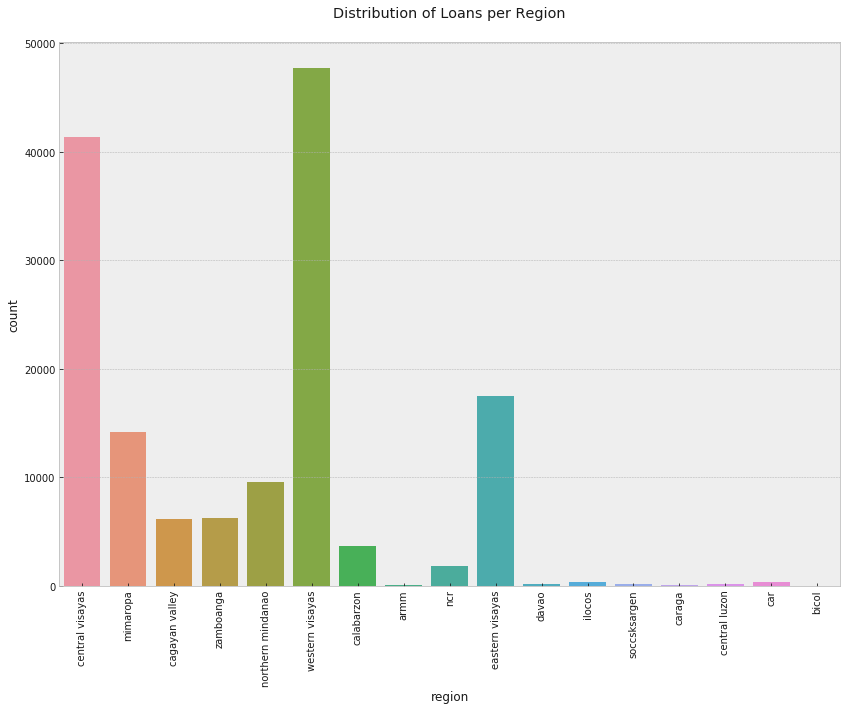 Distribution of Loans per Region
50000
40000
30000
20000
10000
0
count
central visayas
mimaropa
cagayan valley
zamboanga
northern mindanao
western visayas
calabarzon
armm
ncr
eastern visayas
davao
ilocos
soccsksargen
caraga
central luzon
car
bicol
region